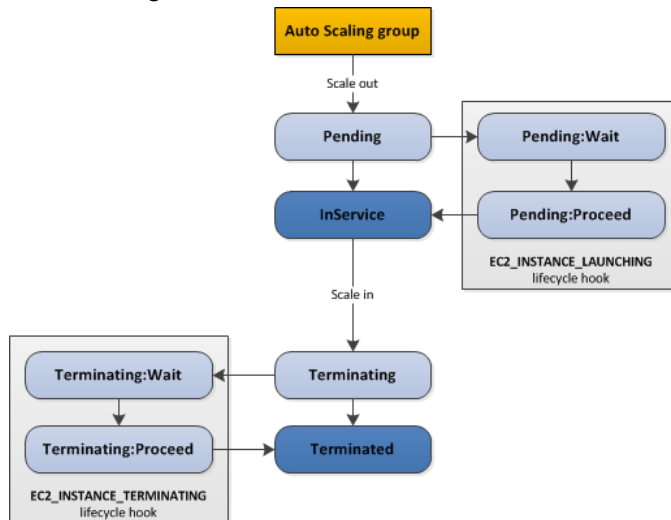 Auto Scaling group
Scale out
Pending
Pending:Wait
InService
Pending:Proceed
EC2_INSTANCE_LAUNCHING
lifecycle hook
Scale in
Terminating:Wait
Terminating
Terminating:Proceed
Terminated
EC2_INSTANCE_TERMINATING
lifecycle hook